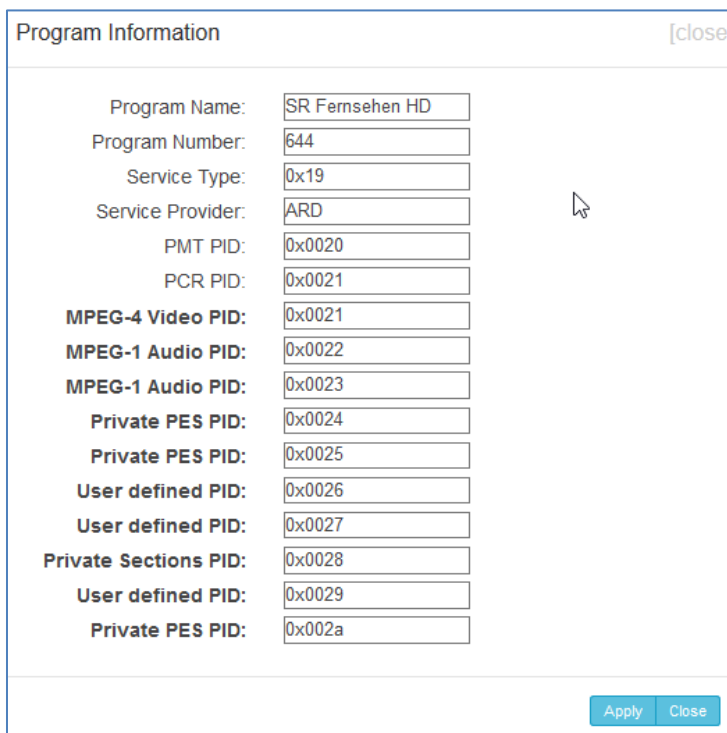 Program Information [close
Program Name: SR Fernsehen HD
Program Number: 644
Service Type: 0x19
Service Provider: ARD
PMT PID: 0x0020
PCR PID: 0x0021
MPEG-4 Video PID: 0x0021
MPEG-1 Audio PID: 0x0022
MPEG-1 Audio PID: 0x0023
Private PES PID: 0x0024
Private PES PID: 0x0025
User defined PID: 0x0026
User defined PID: 0x0027
Private Sections PID: 0x0028
User defined PID: 0x0029
Private PES PID: 0x002a
Apply Close